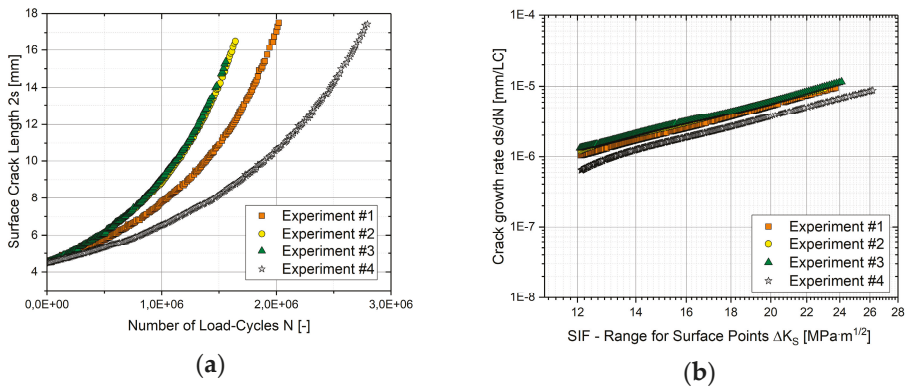 Surface Crack Length 2s [mm]
18
16
14
12
10
8
6
4
0,0E+00
1,0E+06
2,0E+06
3,0E+06
Number of Load-Cycles N [-]
Experiment #1
Experiment #2
Experiment #3
Experiment #4
(a)
Crack growth rate ds/dN [mm/LC]
1E-4
1E-5
1E-6
1E-7
1E-8
12
14
16
18
20
22
24
26
28
SIF - Range for Surface Points ΔK_S [MPa·m^1/2]
Experiment #1
Experiment #2
Experiment #3
Experiment #4
(b)